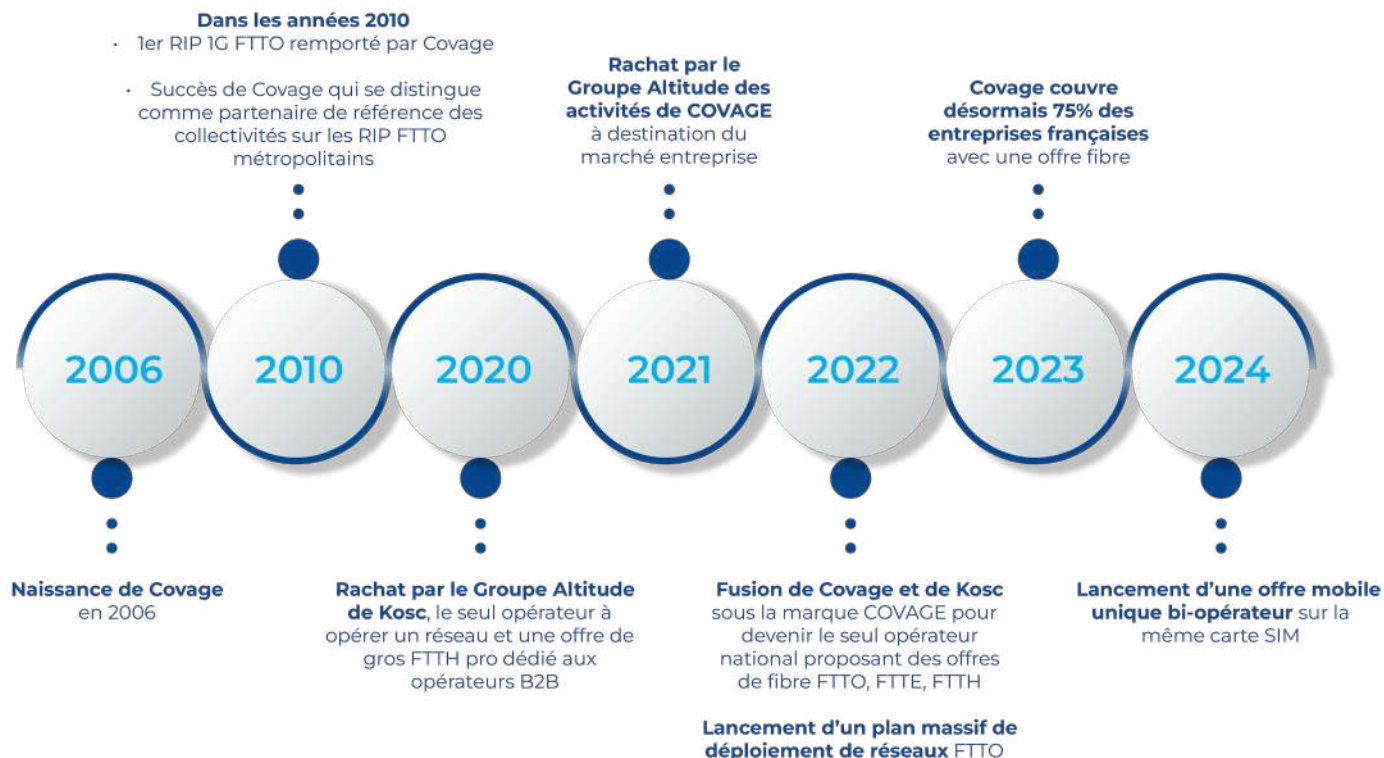 Dans les années 2010
· 1er RIP 1G FTTO remporté par Covage
· Succès de Covage qui se distingue
comme partenaire de référence des
collectivités sur les RIP FTTO
métropolitains
Rachat par le
Groupe Altitude des
activités de COVAGE
à destination du
marché entreprise
Covage couvre
désormais 75% des
entreprises françaises
avec une offre fibre
2006
2010
2020
2021
2022
2023
2024
Naissance de Covage
en 2006
Rachat par le Groupe Altitude
de Kosc, le seul opérateur à
opérer un réseau et une offre de
gros FTTH pro dédié aux
opérateurs B2B
Fusion de Covage et de Kosc
sous la marque COVAGE pour
devenir le seul opérateur
national proposant des offres
de fibre FTTO, FTTE, FTTH
Lancement d'un plan massif de
déploiement de réseaux FTTO
Lancement d'une offre mobile
unique bi-opérateur sur la
même carte SIM